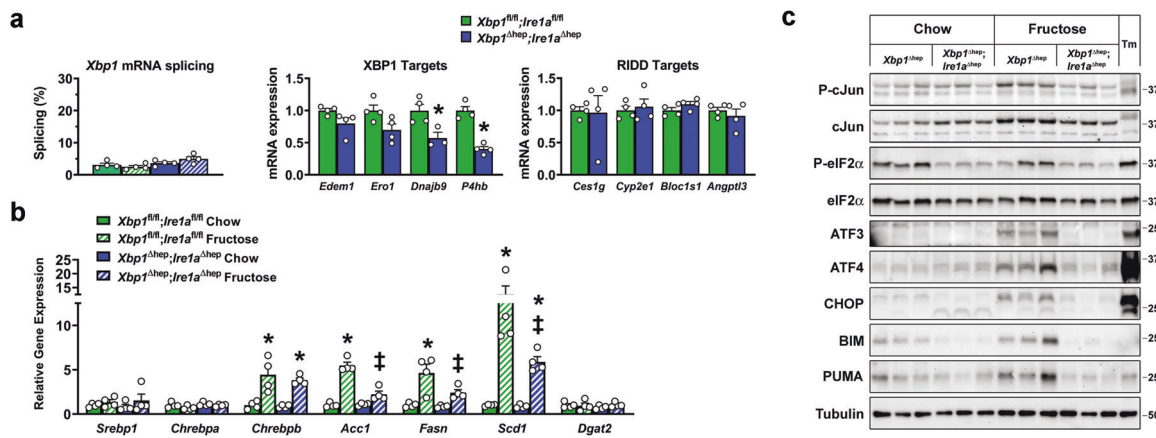 a
Xbp1fl/fl;Ire1afl/fl
Xbp1Δhep;Ire1aΔhep
Xbp1 mRNA splicing
Splicing (%)
30
20
10
0
XBP1 Targets
mRNA expression
2.0
1.5
1.0
0.5
0.0
* *
Edem1 Ero1 Dnajb9 P4hb
RIDD Targets
mRNA expression
2.0
1.5
1.0
0.5
0.0
Ces1g Cyp2e1 Bloc1s1 Angptl3
b
Xbp1fl/fl;Ire1afl/fl Chow
Xbp1fl/fl;Ire1afl/fl Fructose
Xbp1Δhep;Ire1aΔhep Chow
Xbp1Δhep;Ire1aΔhep Fructose
Relative Gene Expression
25
20
15
10
5
0
* * * ‡ * ‡ * * ‡
Srebp1 Chrebpa Chrebpb Acc1 Fasn Scd1 Dgat2
c
Chow Fructose Tm
Xbp1Δhep Xbp1Δhep; Ire1aΔhep Xbp1Δhep Xbp1Δhep; Ire1aΔhep
P-cJun 37
cJun 37
P-eIF2α 37
eIF2α 37
ATF3 25
ATF4 37
CHOP 25
BIM 25
PUMA 25
Tubulin 50